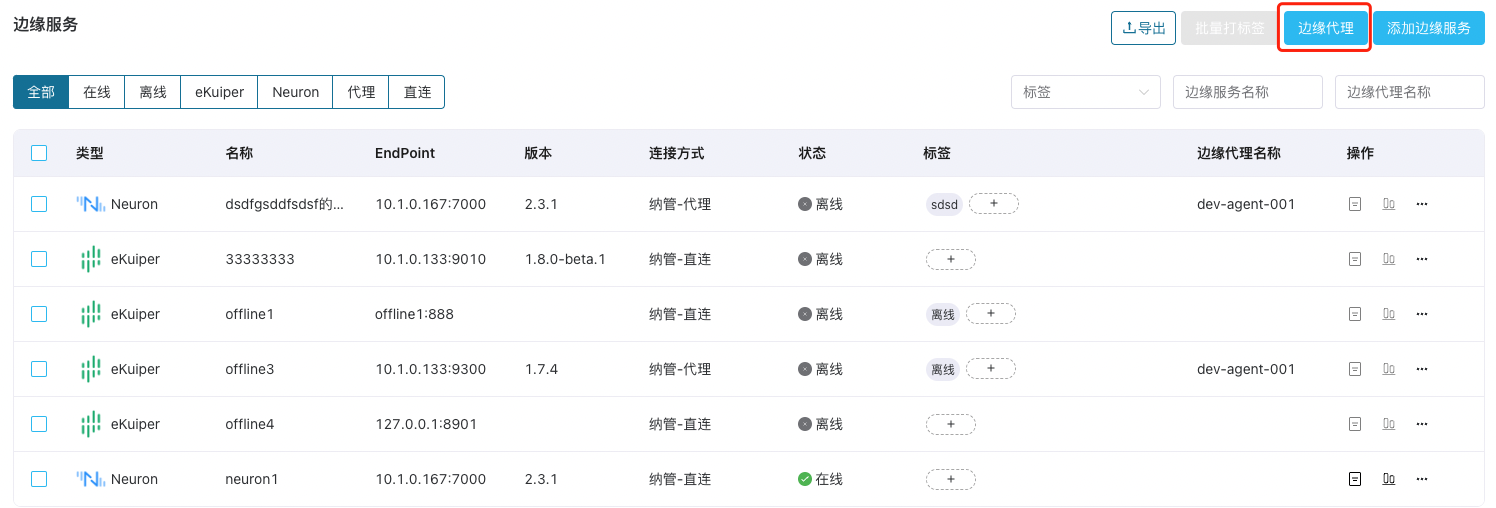 边缘服务
导出 批量打标签 边缘代理 添加边缘服务
全部 在线 离线 eKuiper Neuron 代理 直连 标签 边缘服务名称 边缘代理名称
类型 名称 EndPoint 版本 连接方式 状态 标签 边缘代理名称 操作
Neuron dsdfgsddfsdsf的... 10.1.0.167:7000 2.3.1 纳管-代理 离线 sdsd + dev-agent-001 ...
eKuiper 33333333 10.1.0.133:9010 1.8.0-beta.1 纳管-直连 离线 + ...
eKuiper offline1 offline1:888 纳管-直连 离线 离线 + ...
eKuiper offline3 10.1.0.133:9300 1.7.4 纳管-代理 离线 离线 + dev-agent-001 ...
eKuiper offline4 127.0.0.1:8901 纳管-直连 离线 + ...
Neuron neuron1 10.1.0.167:7000 2.3.1 纳管-直连 在线 + ...